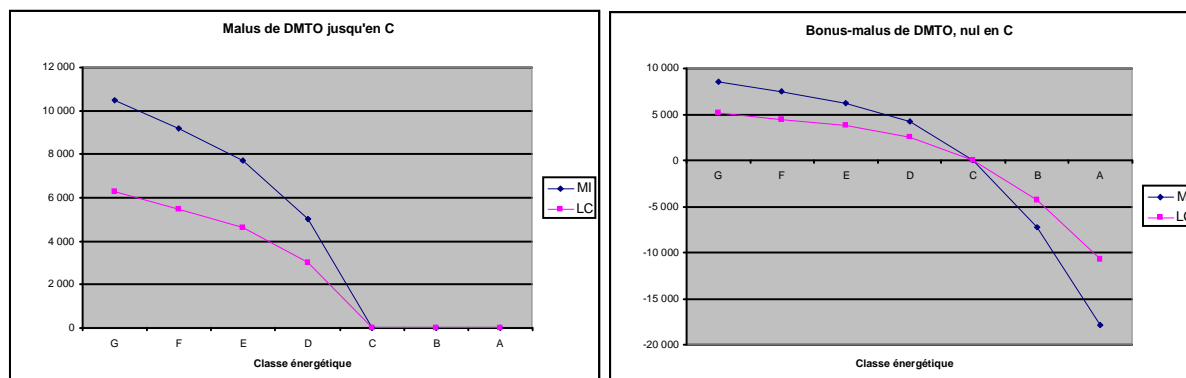 Malus de DMTO jusqu'en C
12 000
10 000
8 000
6 000
4 000
2 000
0
G F E D C B A
Classe énergétique
MI
LC
Bonus-malus de DMTO, nul en C
10 000
5 000
0
-5 000
-10 000
-15 000
-20 000
G F E D C B A
Classe énergétique
M
LC